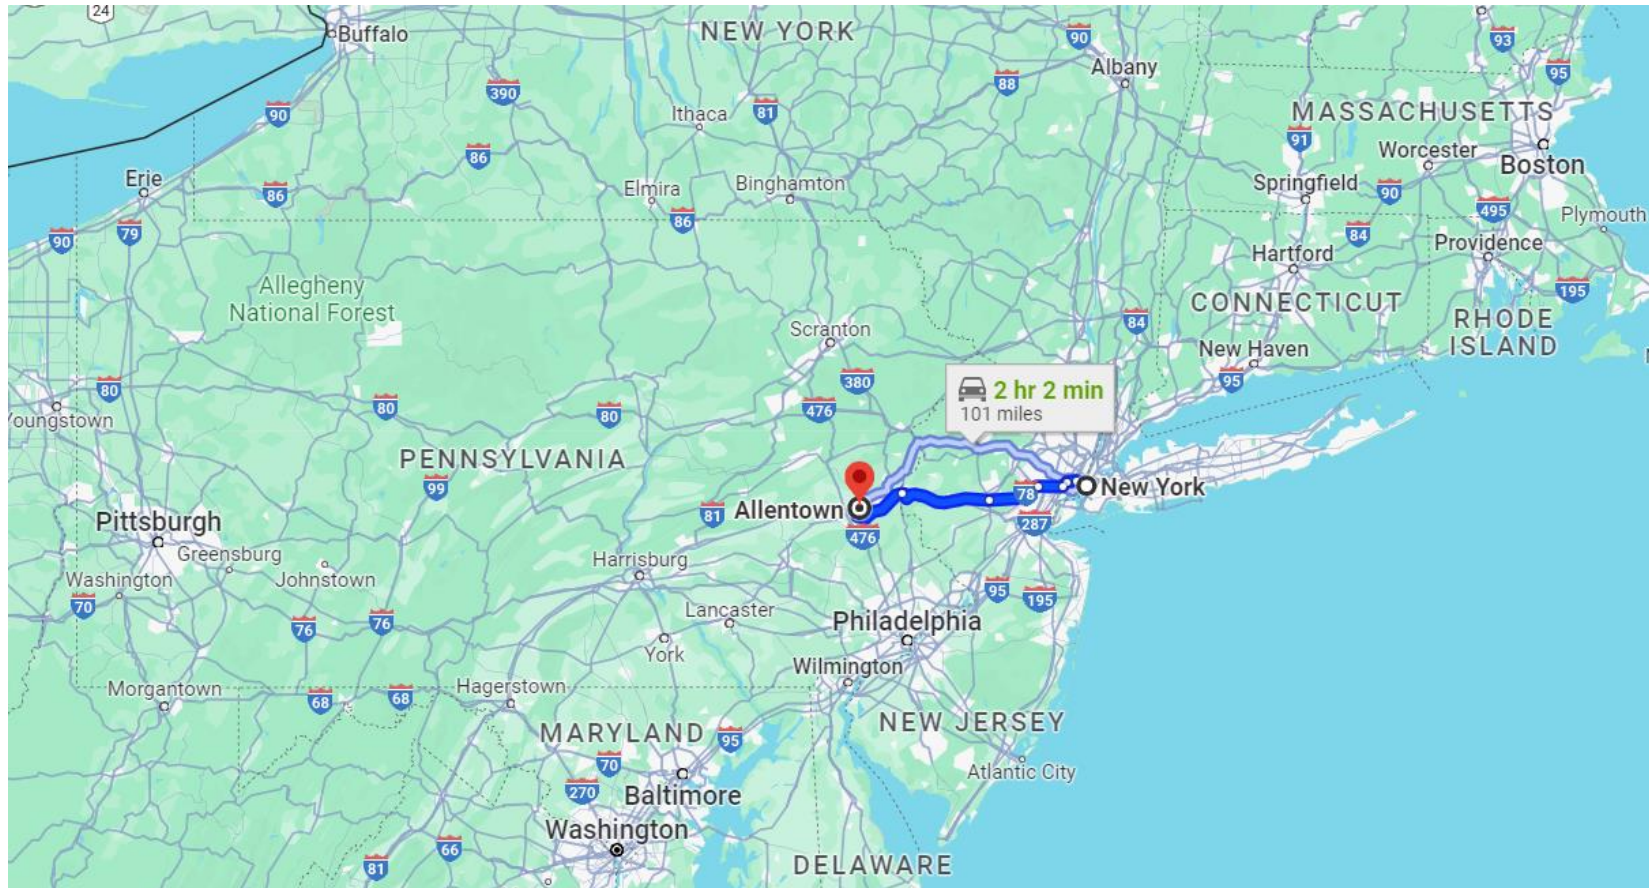 24
Buffalo
NEW YORK
90
93
Albany
95
88
390
90
Ithaca
81
MASSACHUSETTS
91
Worcester
Boston
86
Erie
86
Elmira
Binghamton
Springfield
90
495
Plymouth
86
90
79
84
Providence
Hartford
Allegheny
National Forest
195
CONNECTICUT
RHODE
ISLAND
Scranton
84
New Haven
95
380
80
2 hr 2 min
101 miles
476
80
80
Youngstown
PENNSYLVANIA
99
78
New York
81
Allentown
287
476
Pittsburgh
Greensburg
Harrisburg
Washington
Johnstown
70
95
195
Lancaster
76
76
Philadelphia
York
Wilmington
Morgantown
68
68
Hagerstown
NEW JERSEY
MARYLAND
95
70
Atlantic City
270
Baltimore
Washington
66
81
DELAWARE